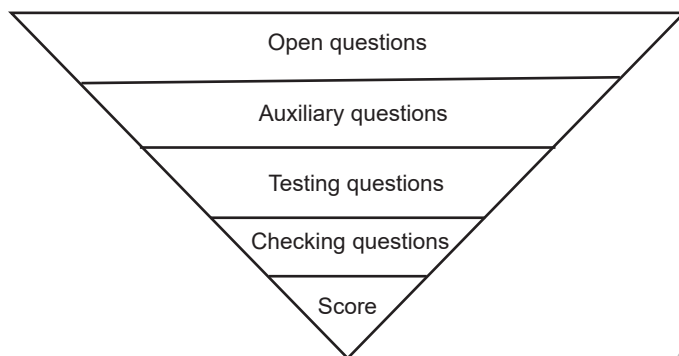 Open questions
Auxiliary questions
Testing questions
Checking questions
Score